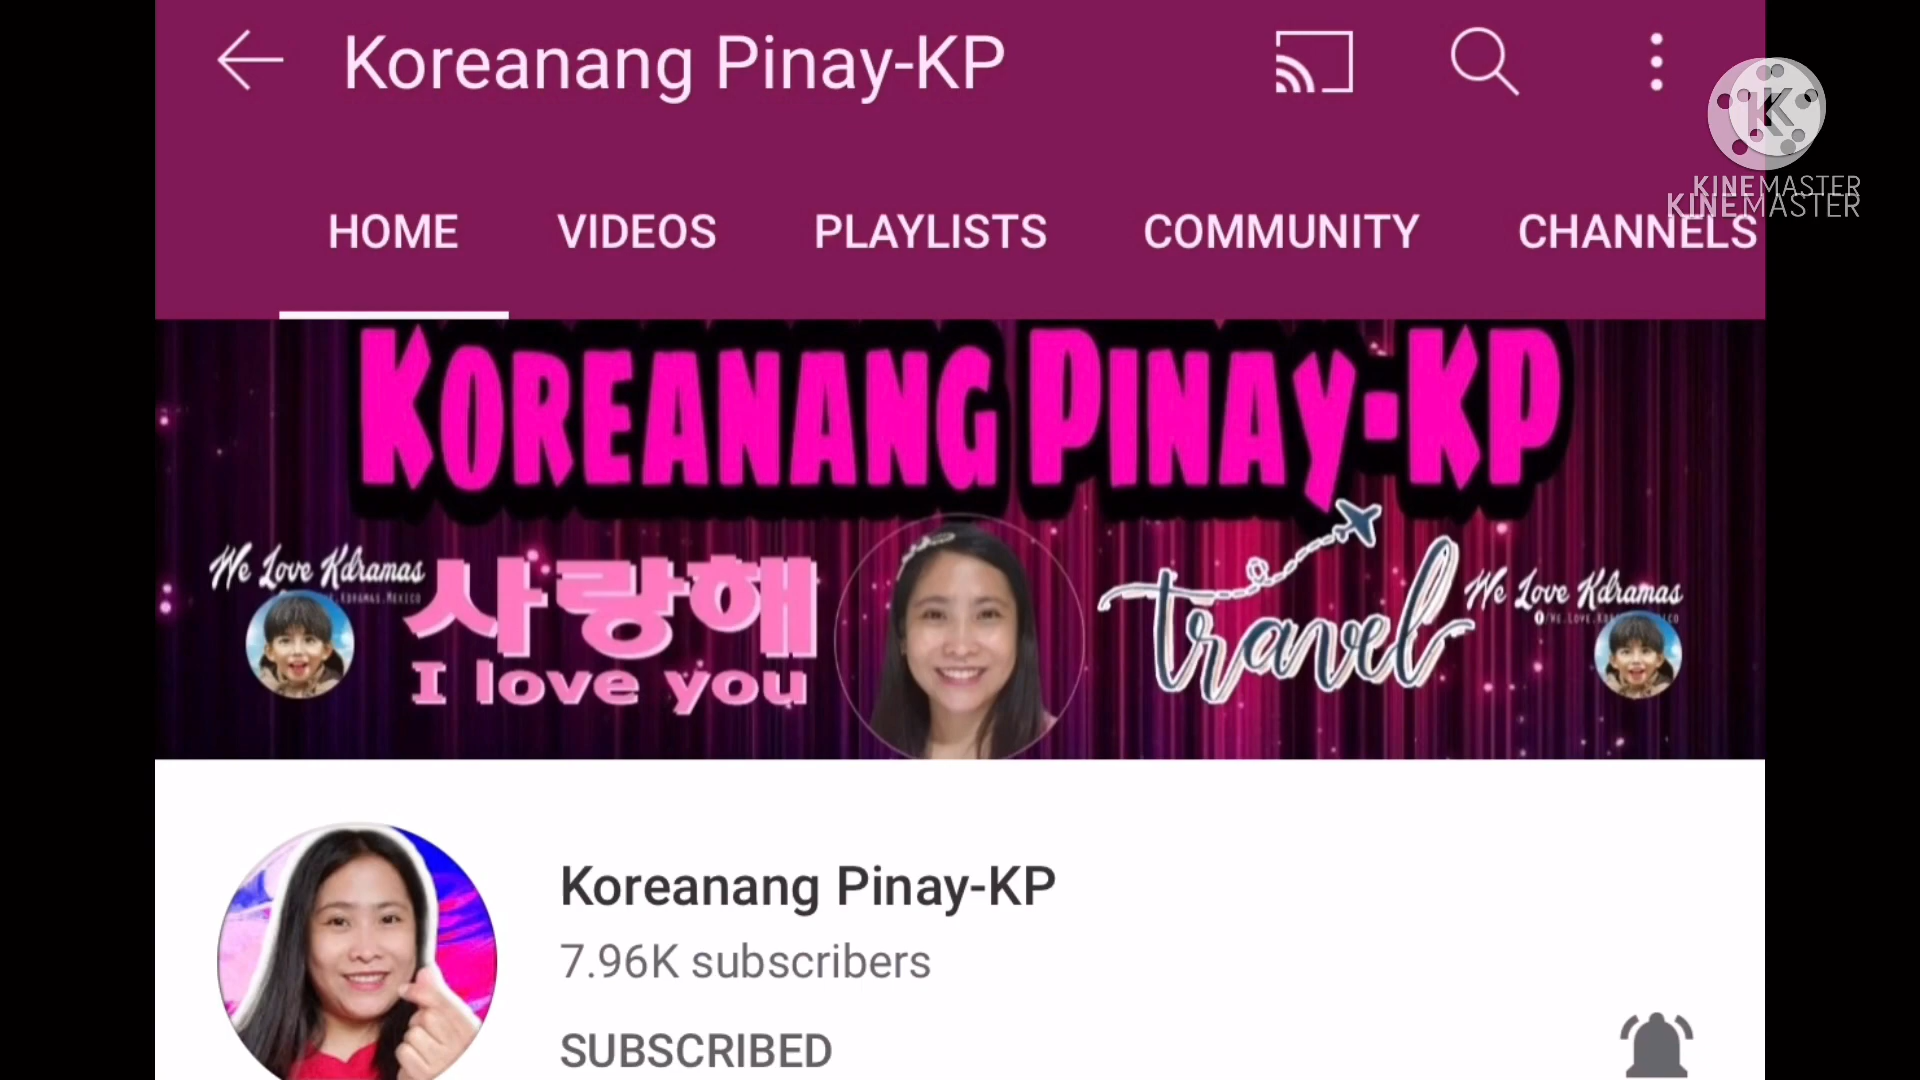 Koreanang Pinay-KP
K
KINEMASTER
KINEMASTER
HOME VIDEOS PLAYLISTS COMMUNITY CHANNELS
KOREANANG PINAY-KP
We Love Kdramas
사랑해
I love you
travel
We Love Kdramas
Koreanang Pinay-KP
7.96K subscribers
SUBSCRIBED